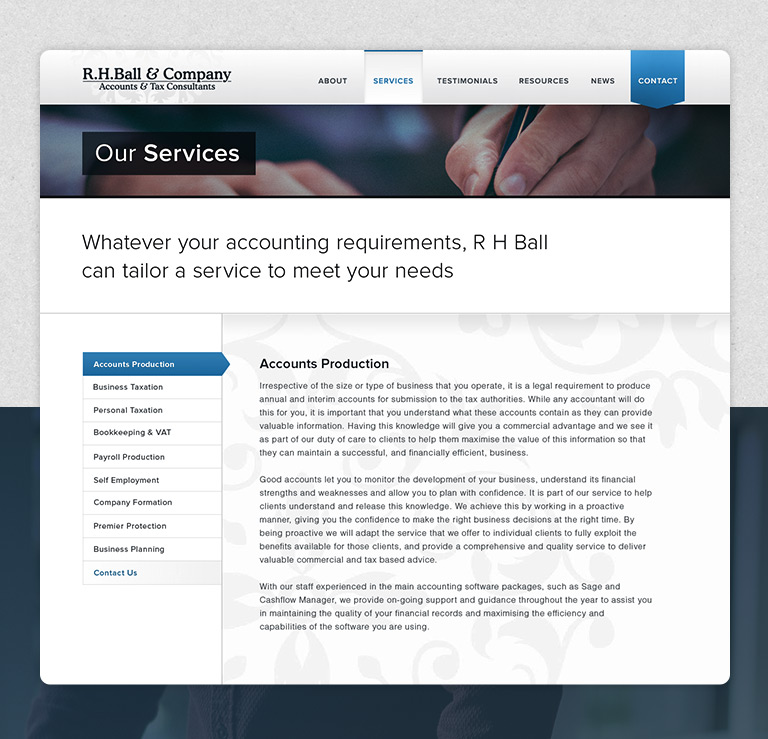 R.H.Ball & Company
Accounts & Tax Consultants
ABOUT
SERVICES
TESTIMONIALS
RESOURCES
NEWS
CONTACT
Our Services
Whatever your accounting requirements, R H Ball
can tailor a service to meet your needs
Accounts Production
Business Taxation
Personal Taxation
Bookkeeping & VAT
Payroll Production
Self Employment
Company Formation
Premier Protection
Business Planning
Contact Us
Accounts Production
Irrespective of the size or type of business that you operate, it is a legal requirement to produce
annual and interim accounts for submission to the tax authorities. While any accountant will do
this for you, it is important that you understand what these accounts contain as they can provide
valuable information. Having this knowledge will give you a commercial advantage and we see it
as part of our duty of care to clients to help them maximise the value of this information so that
they can maintain a successful, and financially efficient, business.
Good accounts let you to monitor the development of your business, understand its financial
strengths and weaknesses and allow you to plan with confidence. It is part of our service to help
clients understand and release this knowledge. We achieve this by working in a proactive
manner, giving you the confidence to make the right business decisions at the right time. By
being proactive we will adapt the service that we offer to individual clients to fully exploit the
benefits available for those clients, and provide a comprehensive and quality service to deliver
valuable commercial and tax based advice.
With our staff experienced in the main accounting software packages, such as Sage and
Cashflow Manager, we provide on-going support and guidance throughout the year to assist you
in maintaining the quality of your financial records and maximising the efficiency and
capabilities of the software you are using.